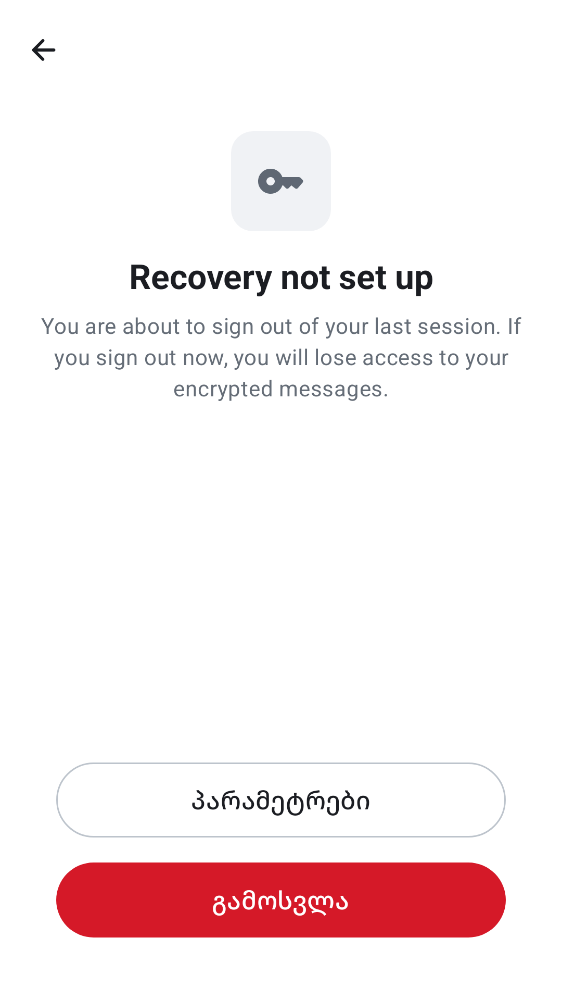 Recovery not set up
You are about to sign out of your last session. If
you sign out now, you will lose access to your
encrypted messages.
პარამეტრები
გამოსვლა